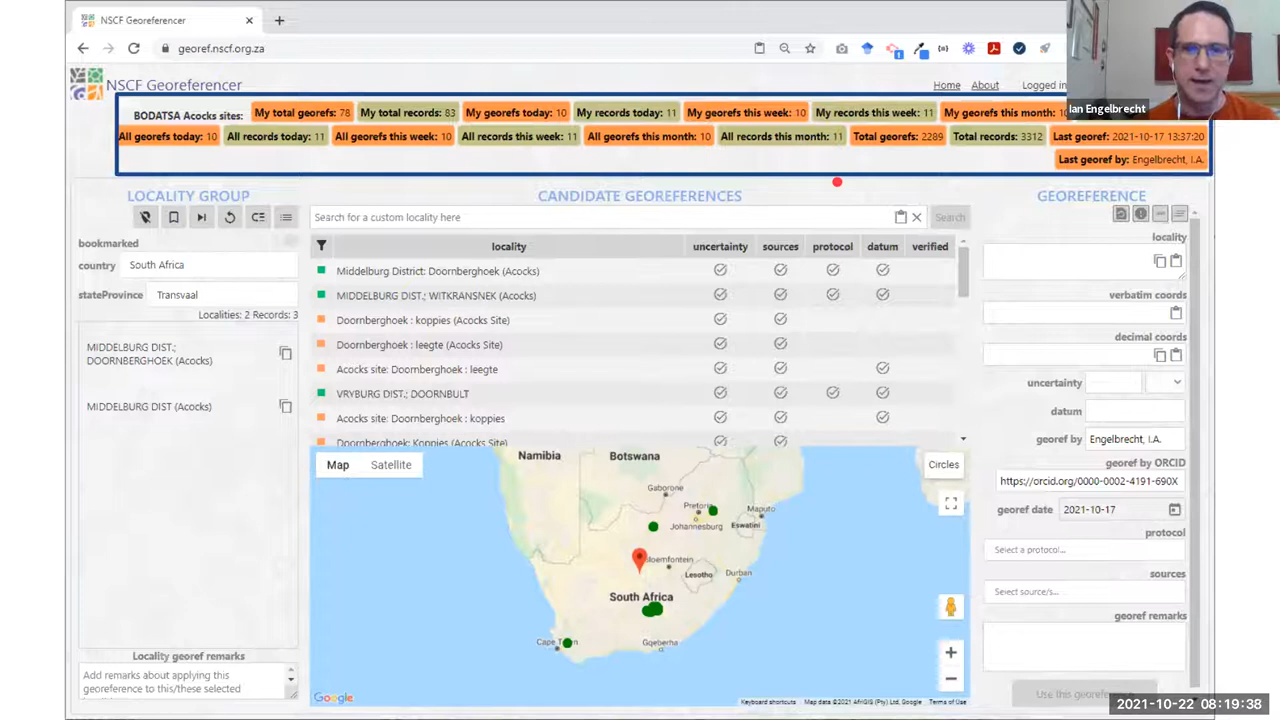 NSCF Georeferencer
georef.nscf.org.za
NSCF Georeferencer
Home About Logged in
Ian Engelbrecht
BODATSA Acocks sites: My total georefs: 78 My total records: 83 My georefs today: 10 My records today: 11 My georefs this week: 10 My records this week: 11 My georefs this month: 10
All georefs today: 10 All records today: 11 All georefs this week: 10 All records this week: 11 All georefs this month: 10 All records this month: 11 Total georefs: 2289 Total records: 3312 Last georef: 2021-10-17 13:37:20
Last georef by: Engelbrecht, I.A.
LOCALITY GROUP
bookmarked
country South Africa
stateProvince Transvaal
Localities: 2 Records: 3
MIDDELBURG DIST.;
DOORNBERGHOEK (Acocks)
MIDDELBURG DIST (Acocks)
Locality georef remarks
Add remarks about applying this
georeference to this/these selected
CANDIDATE GEOREFERENCES
Search for a custom locality here
Search
locality uncertainty sources protocol datum verified
Middelburg District: Doornberghoek (Acocks)
MIDDELBURG DIST.; WITKRANSNEK (Acocks)
Doornberghoek : koppies (Acocks Site)
Doornberghoek : leegte (Acocks Site)
Acocks site: Doornberghoek : leegte
VRYBURG DIST.; DOORNBULT
Acocks site: Doornberghoek : koppies
Doornberghoek: Koppies (Acocks Site)
Map Satellite
Circles
Namibia
Botswana
Gaborone
Pretoria
Maputo
Johannesburg
Eswatini
Bloemfontein
Lesotho
Durban
South Africa
Cape Town
Gqeberha
Google
Keyboard shortcuts Map data ©2021 AfriGIS (Pty) Ltd, Google Terms of Use
GEOREFERENCE
locality
verbatim coords
decimal coords
uncertainty
datum
georef by Engelbrecht, I.A.
georef by ORCID
https://orcid.org/0000-0002-4191-690X
georef date 2021-10-17
protocol
Select a protocol...
sources
Select source/s...
georef remarks
Use this georeference
2021-10-22 08:19:38